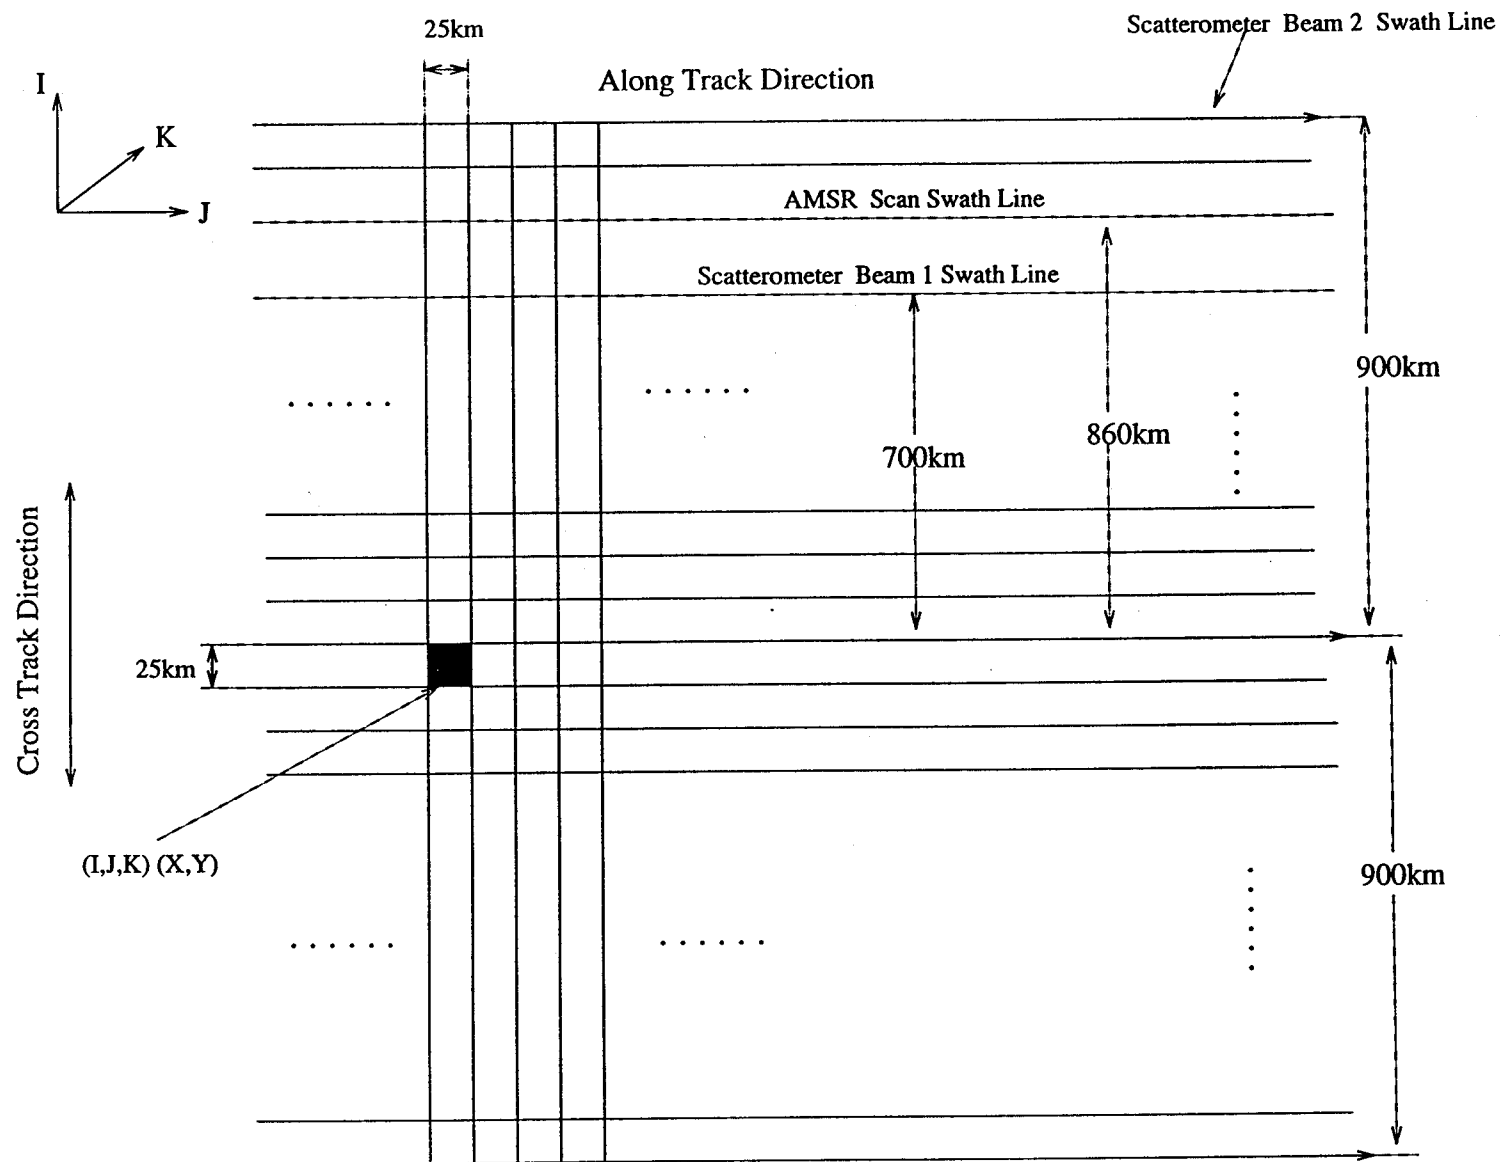 Scatterometer Beam 2 Swath Line
25km
Along Track Direction
I
K
J
AMSR Scan Swath Line
Scatterometer Beam 1 Swath Line
900km
860km
700km
Cross Track Direction
25km
(I,J,K) (X,Y)
900km